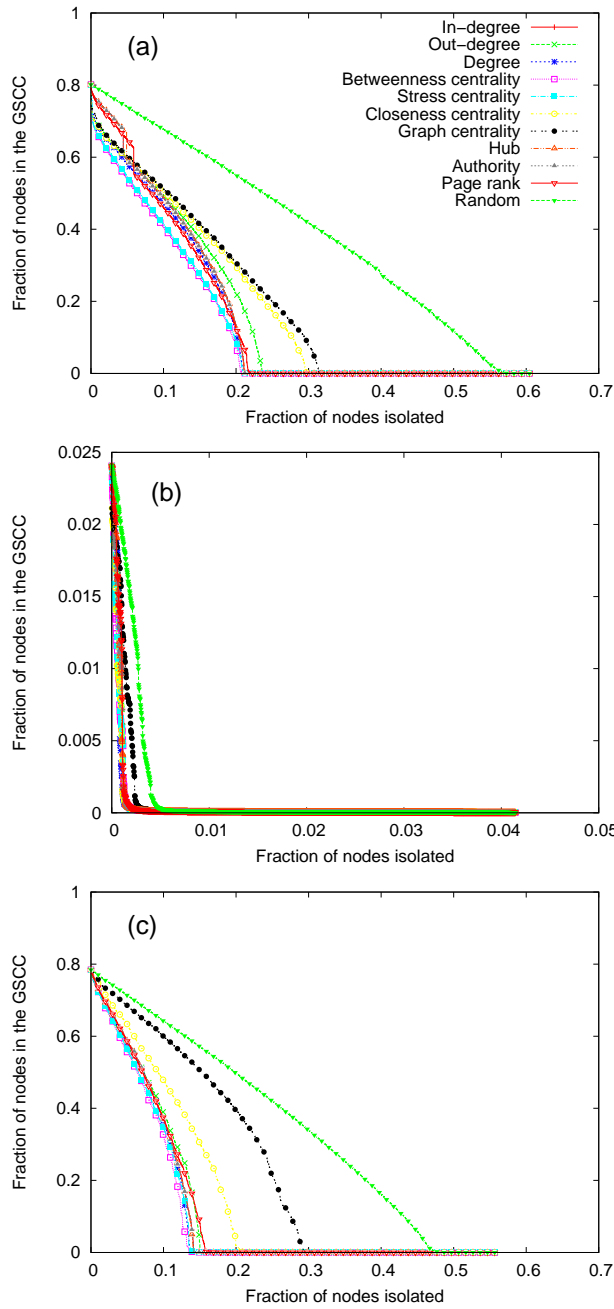 (a)
In-degree
Out-degree
Degree
Betweenness centrality
Stress centrality
Closeness centrality
Graph centrality
Hub
Authority
Page rank
Random
Fraction of nodes in the GSCC
1
0.8
0.6
0.4
0.2
0
0 0.1 0.2 0.3 0.4 0.5 0.6 0.7
Fraction of nodes isolated
(b)
Fraction of nodes in the GSCC
0.025
0.02
0.015
0.01
0.005
0
0 0.01 0.02 0.03 0.04 0.05
Fraction of nodes isolated
(c)
Fraction of nodes in the GSCC
1
0.8
0.6
0.4
0.2
0
0 0.1 0.2 0.3 0.4 0.5 0.6 0.7
Fraction of nodes isolated